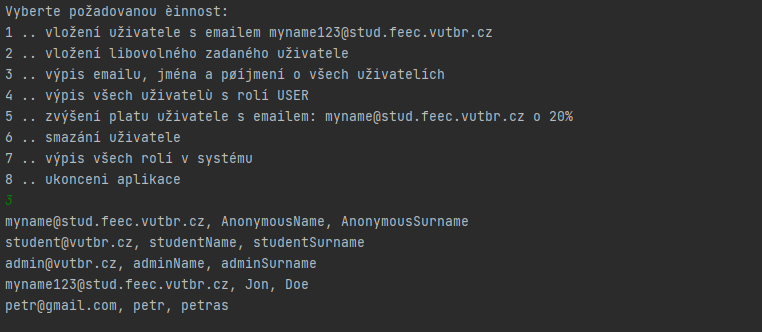 Vyberte požadovanou èinnost:
1 .. vložení uživatele s emailem myname123@stud.feec.vutbr.cz
2 .. vložení libovolného zadaného uživatele
3 .. výpis emailu, jména a pøíjmení o všech uživatelích
4 .. výpis všech uživatelù s rolí USER
5 .. zvýšení platu uživatele s emailem: myname@stud.feec.vutbr.cz o 20%
6 .. smazání uživatele
7 .. výpis všech rolí v systému
8 .. ukonceni aplikace
3
myname@stud.feec.vutbr.cz, AnonymousName, AnonymousSurname
student@vutbr.cz, studentName, studentSurname
admin@vutbr.cz, adminName, adminSurname
myname123@stud.feec.vutbr.cz, Jon, Doe
petr@gmail.com, petr, petras